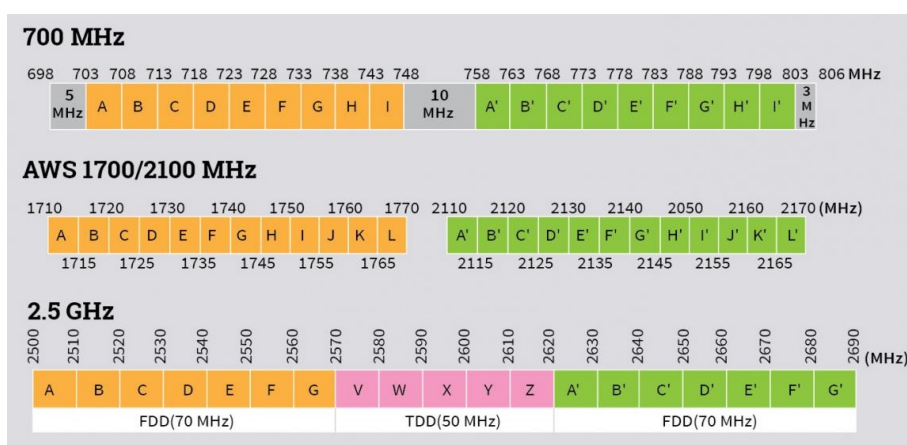 700 MHz
698 703 708 713 718 723 728 733 738 743 748 758 763 768 773 778 783 788 793 798 803 806 MHz
5 MHz A B C D E F G H I 10 MHz A' B' C' D' E' F' G' H' I' 3 M Hz
AWS 1700/2100 MHz
1710 1720 1730 1740 1750 1760 1770 2110 2120 2130 2140 2050 2160 2170 (MHz)
A B C D E F G H I J K L A' B' C' D' E' F' G' H' I' J' K' L'
1715 1725 1735 1745 1755 1765 2115 2125 2135 2145 2155 2165
2.5 GHz
2500 2510 2520 2530 2540 2550 2560 2570 2580 2590 2600 2610 2620 2630 2640 2650 2660 2670 2680 2690 (MHz)
A B C D E F G V W X Y Z A' B' C' D' E' F' G'
FDD(70 MHz) TDD(50 MHz) FDD(70 MHz)